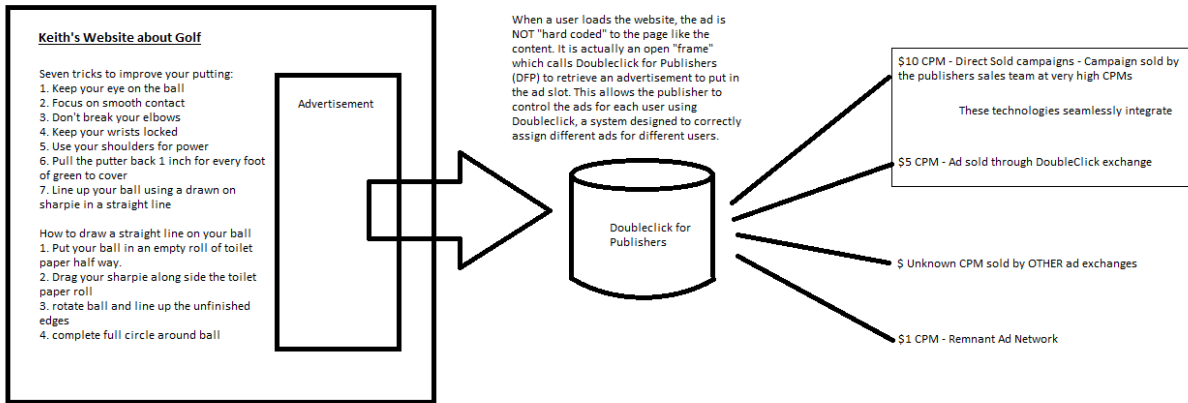 Keith's Website about Golf
Seven tricks to improve your putting:
1. Keep your eye on the ball
2. Focus on smooth contact
3. Don't break your elbows
4. Keep your wrists locked
5. Use your shoulders for power
6. Pull the putter back 1 inch for every foot
of green to cover
7. Line up your ball using a drawn on
sharpie in a straight line
How to draw a straight line on your ball
1. Put your ball in an empty roll of toilet
paper half way.
2. Drag your sharpie along side the toilet
paper roll
3. rotate ball and line up the unfinished
edges
4. complete full circle around ball
Advertisement
When a user loads the website, the ad is
NOT "hard coded" to the page like the
content. It is actually an open "frame"
which calls Doubleclick for Publishers
(DFP) to retrieve an advertisement to put in
the ad slot. This allows the publisher to
control the ads for each user using
Doubleclick, a system designed to correctly
assign different ads for different users.
Doubleclick for
Publishers
$10 CPM - Direct Sold campaigns - Campaign sold by
the publishers sales team at very high CPMs
These technologies seamlessly integrate
$5 CPM - Ad sold through DoubleClick exchange
$ Unknown CPM sold by OTHER ad exchanges
$1 CPM - Remnant Ad Network